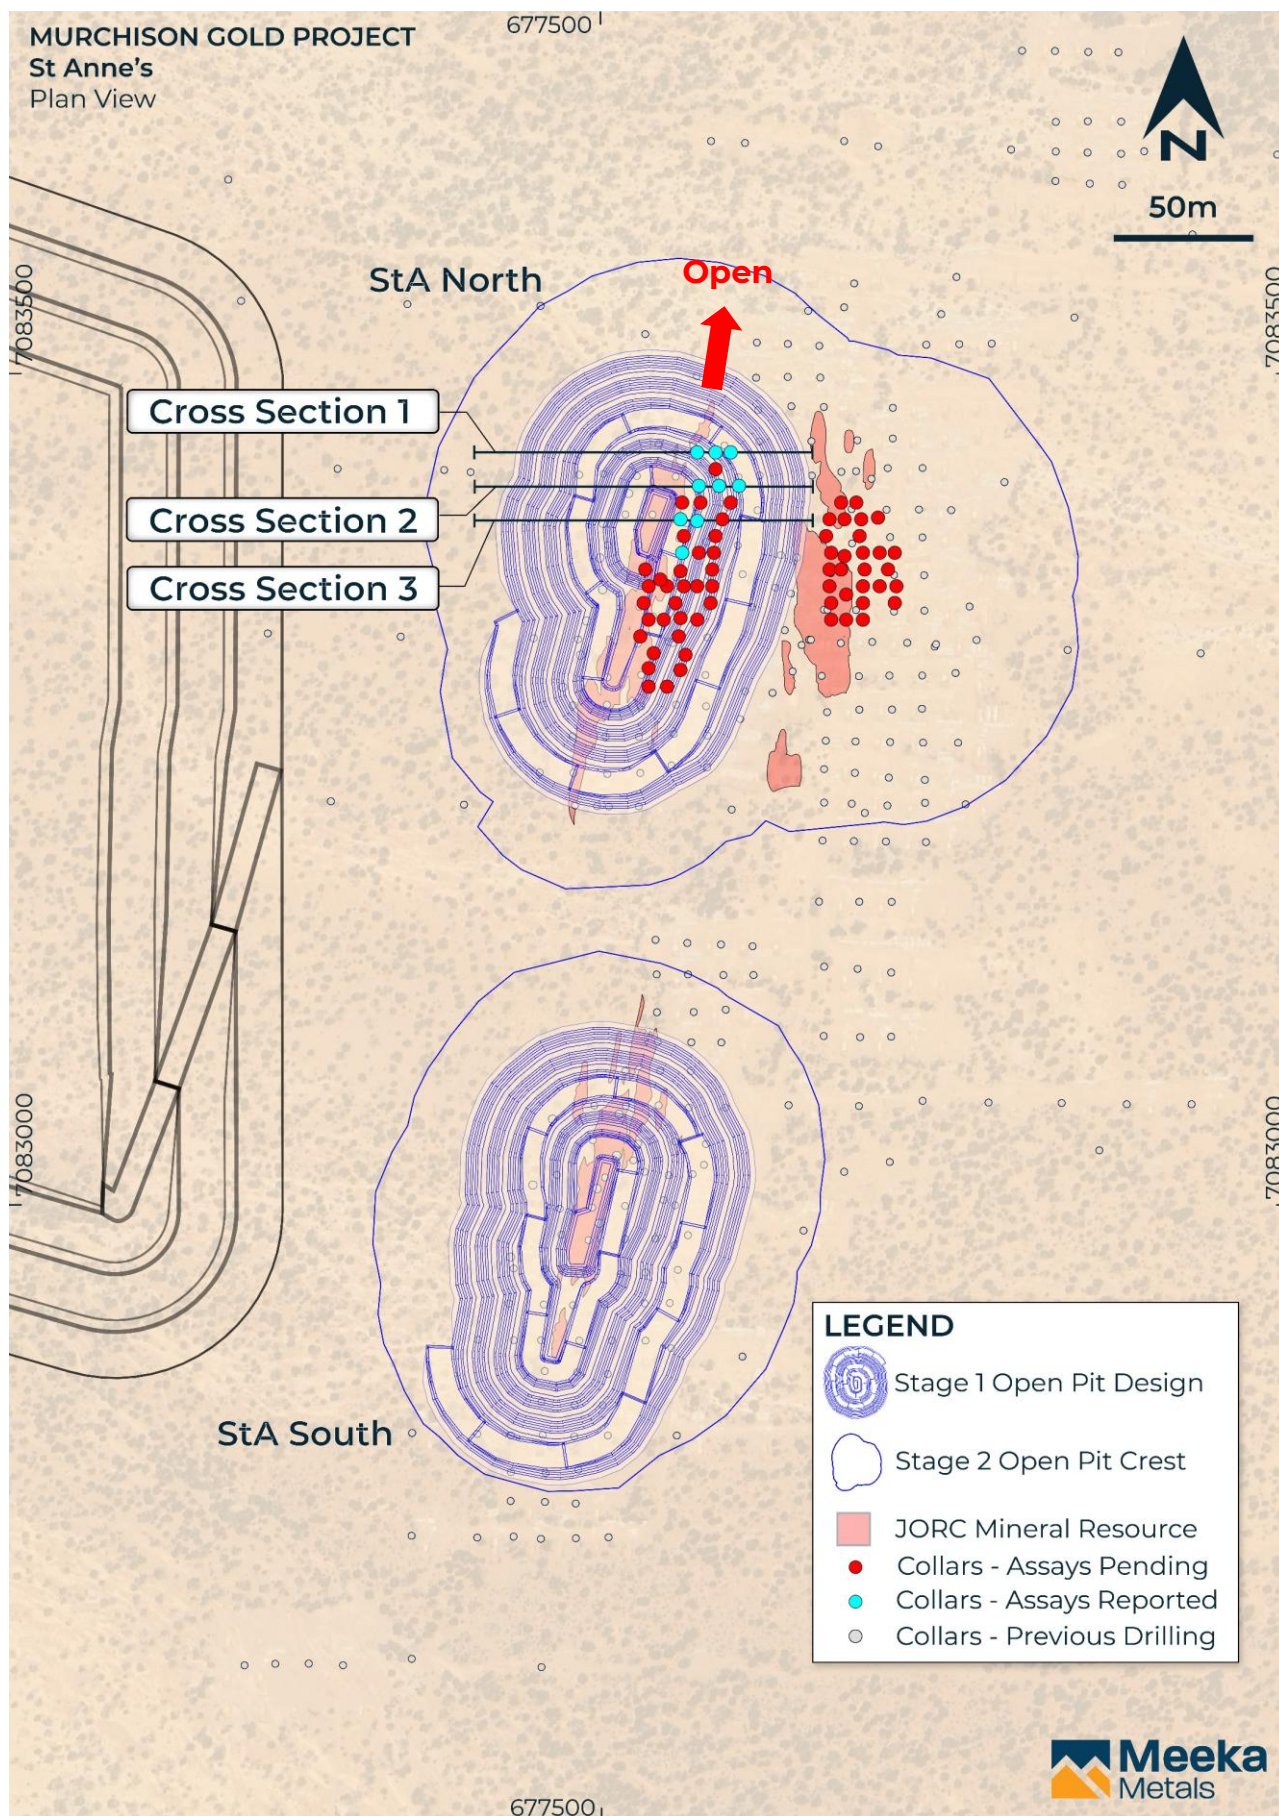 677500
MURCHISON GOLD PROJECT
St Anne's
Plan View
N
50m
StA North
Open
7083500
7083500
Cross Section 1
Cross Section 2
Cross Section 3
7083000
7083000
StA South
LEGEND
Stage 1 Open Pit Design
Stage 2 Open Pit Crest
JORC Mineral Resource
Collars - Assays Pending
Collars - Assays Reported
Collars - Previous Drilling
Meeka
Metals
677500